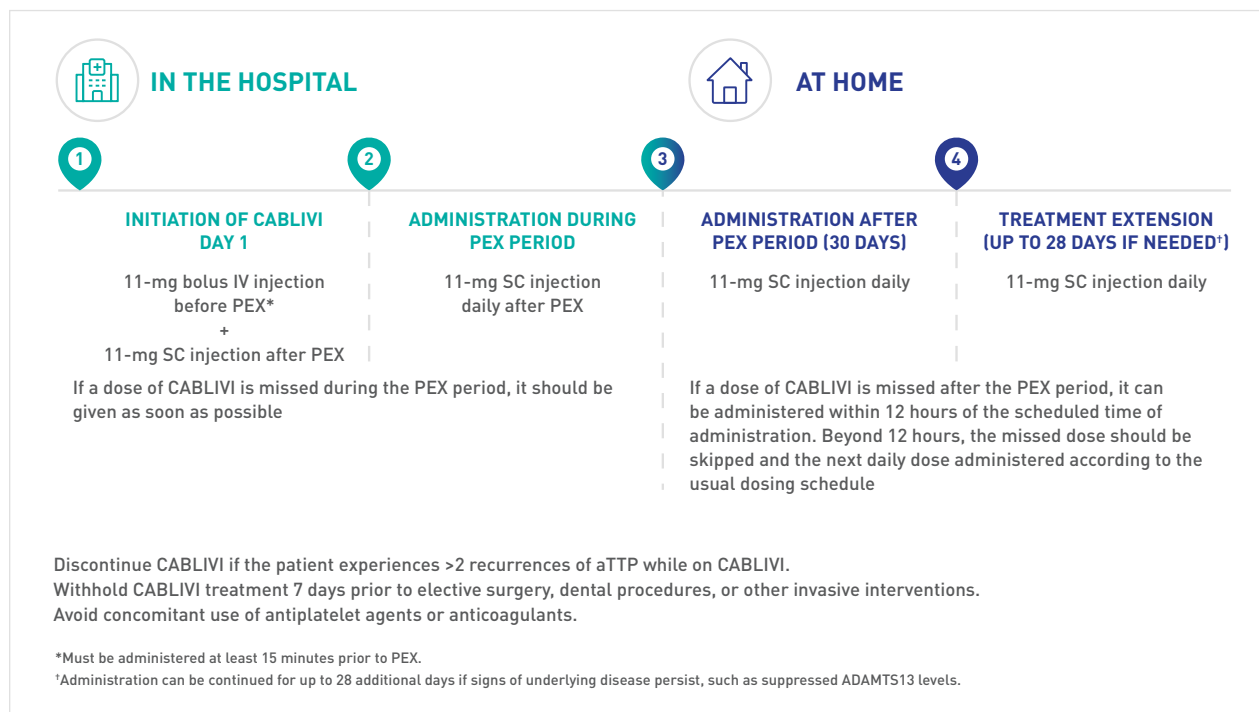 IN THE HOSPITAL
AT HOME
1
2
3
4
INITIATION OF CABLIVI
DAY 1
11-mg bolus IV injection
before PEX*
+
11-mg SC injection after PEX
ADMINISTRATION DURING
PEX PERIOD
11-mg SC injection
daily after PEX
If a dose of CABLIVI is missed during the PEX period, it should be
given as soon as possible
ADMINISTRATION AFTER
PEX PERIOD (30 DAYS)
11-mg SC injection daily
TREATMENT EXTENSION
(UP TO 28 DAYS IF NEEDED†)
11-mg SC injection daily
If a dose of CABLIVI is missed after the PEX period, it can
be administered within 12 hours of the scheduled time of
administration. Beyond 12 hours, the missed dose should be
skipped and the next daily dose administered according to the
usual dosing schedule
Discontinue CABLIVI if the patient experiences >2 recurrences of aTTP while on CABLIVI.
Withhold CABLIVI treatment 7 days prior to elective surgery, dental procedures, or other invasive interventions.
Avoid concomitant use of antiplatelet agents or anticoagulants.
*Must be administered at least 15 minutes prior to PEX.
†Administration can be continued for up to 28 additional days if signs of underlying disease persist, such as suppressed ADAMTS13 levels.